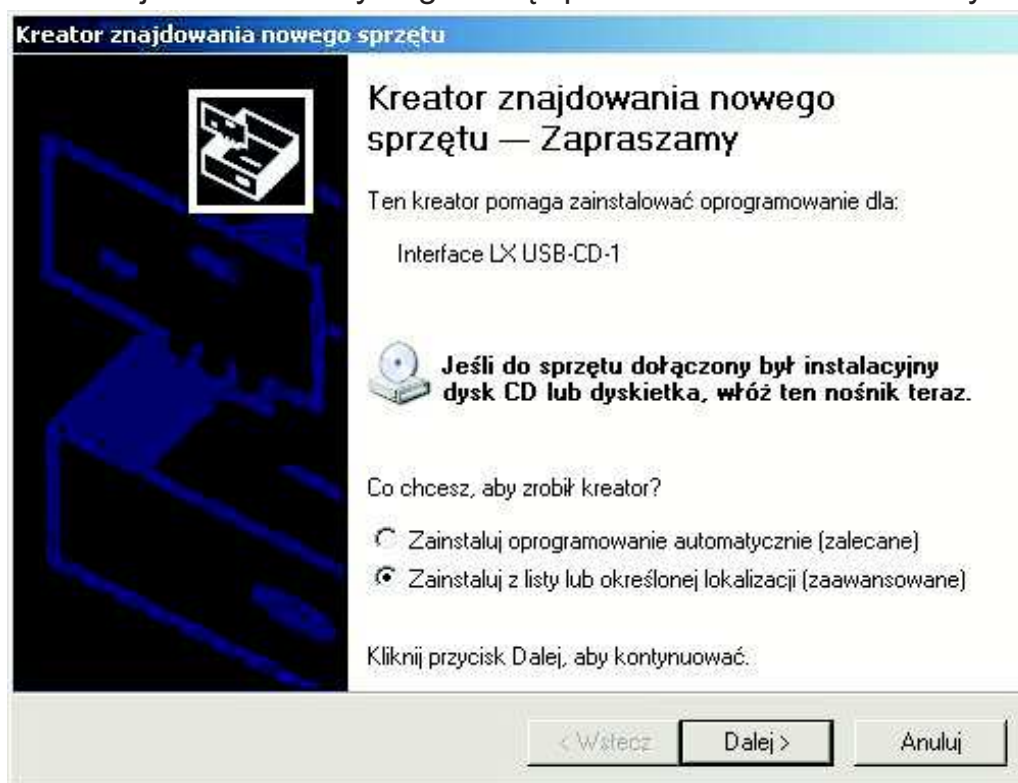 Kreator znajdowania nowego sprzętu
Kreator znajdowania nowego
sprzętu — Zapraszamy
Ten kreator pomaga zainstalować oprogramowanie dla:
Interface LX USB-CD-1
Jeśli do sprzętu dołączony był instalacyjny
dysk CD lub dyskietka, włóż ten nośnik teraz.
Co chcesz, aby zrobił kreator?
Zainstaluj oprogramowanie automatycznie (zalecane)
Zainstaluj z listy lub określonej lokalizacji (zaawansowane)
Kliknij przycisk Dalej, aby kontynuować.
< Wstecz Dalej > Anuluj